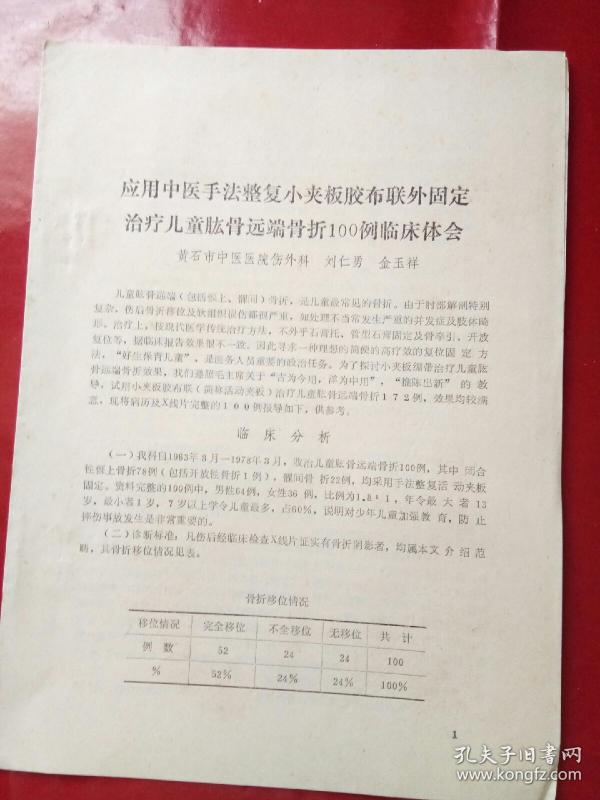 应用中医手法整复小夹板胶布联外固定
治疗儿童肱骨远端骨折100例临床体会
黄石市中医医院伤外科 刘仁勇 金玉祥
儿童肱骨远端（包括髁上、髁间）骨折，是儿童最常见的骨折。由于肘部解剖特别
复杂，伤后骨折移位及软组织损伤都很严重，如处理不当常发生严重的并发症及肢体畸
形。治疗上，按现代医学传统治疗方法，不外乎石膏托、管型石膏固定及骨牵引、开放
复位等，据临床报告效果很不一致。因此寻求一种理想的简便的高疗效的复位固定方
法，“好生保育儿童”，是医务人员重要的政治任务。为了探讨小夹板绷带治疗儿童肱
骨远端骨折效果，我们遵照毛主席关于“古为今用，洋为中用”，“推陈出新”的教
导，试用小夹板胶布联（简称活动夹板）治疗儿童肱骨远端骨折172例，效果均较满
意，现将病历及X线片完整的100例报导如下，供参考。
临床分析
（一）我科自1963年3月—1978年3月，收治儿童肱骨远端骨折100例，其中闭合
性髁上骨折78例（包括开放性骨折1例），髁间骨折22例，均采用手法整复活动夹板
固定。资料完整的100例中，男性64例，女性36例，比例为1.8∶1，年令最大者13
岁，最小者1岁，7岁以上学令儿童最多，占60%，说明对少年儿童加强教育，防止
摔伤事故发生是非常重要的。
（二）诊断标准：凡伤后经临床检查X线片证实有骨折阴影者，均属本文介绍范
畴，其骨折移位情况见表。
骨折移位情况
移位情况 完全移位 不全移位 无移位 共计
例数 52 24 24 100
% 52% 24% 24% 100%
1
孔夫子旧书网
www.kongfz.com